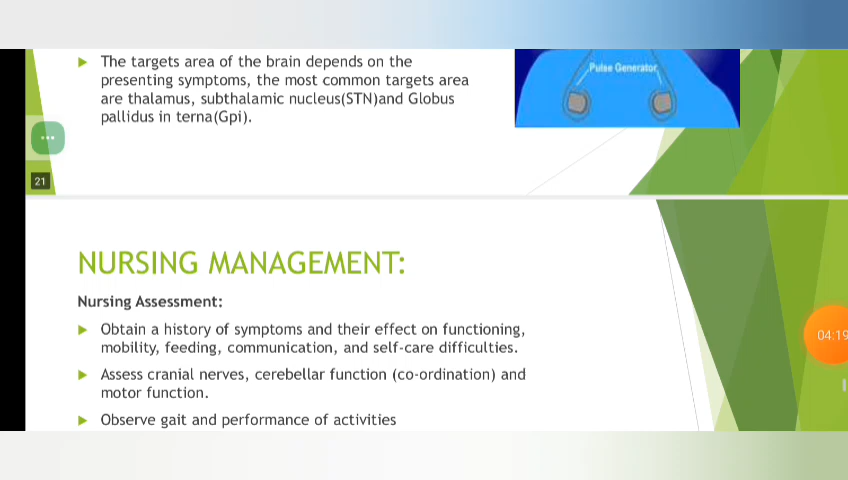 The targets area of the brain depends on the
presenting symptoms, the most common targets area
are thalamus, subthalamic nucleus(STN)and Globus
pallidus in terna(Gpi).
Pulse Generator
21
NURSING MANAGEMENT:
Nursing Assessment:
Obtain a history of symptoms and their effect on functioning,
mobility, feeding, communication, and self-care difficulties.
Assess cranial nerves, cerebellar function (co-ordination) and
motor function.
Observe gait and performance of activities
04:19